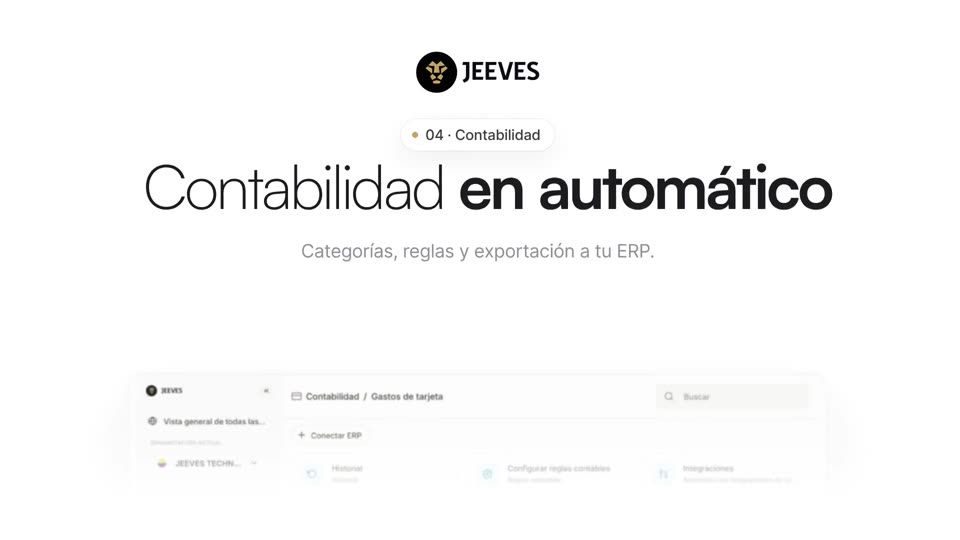 JEEVES
04 · Contabilidad
Contabilidad en automático
Categorías, reglas y exportación a tu ERP.
JEEVES
Contabilidad / Gastos de tarjeta
Buscar
Vista general de todas las...
Conectar ERP
JEEVES TECHN...
Historial
Configurar reglas contables
Integraciones